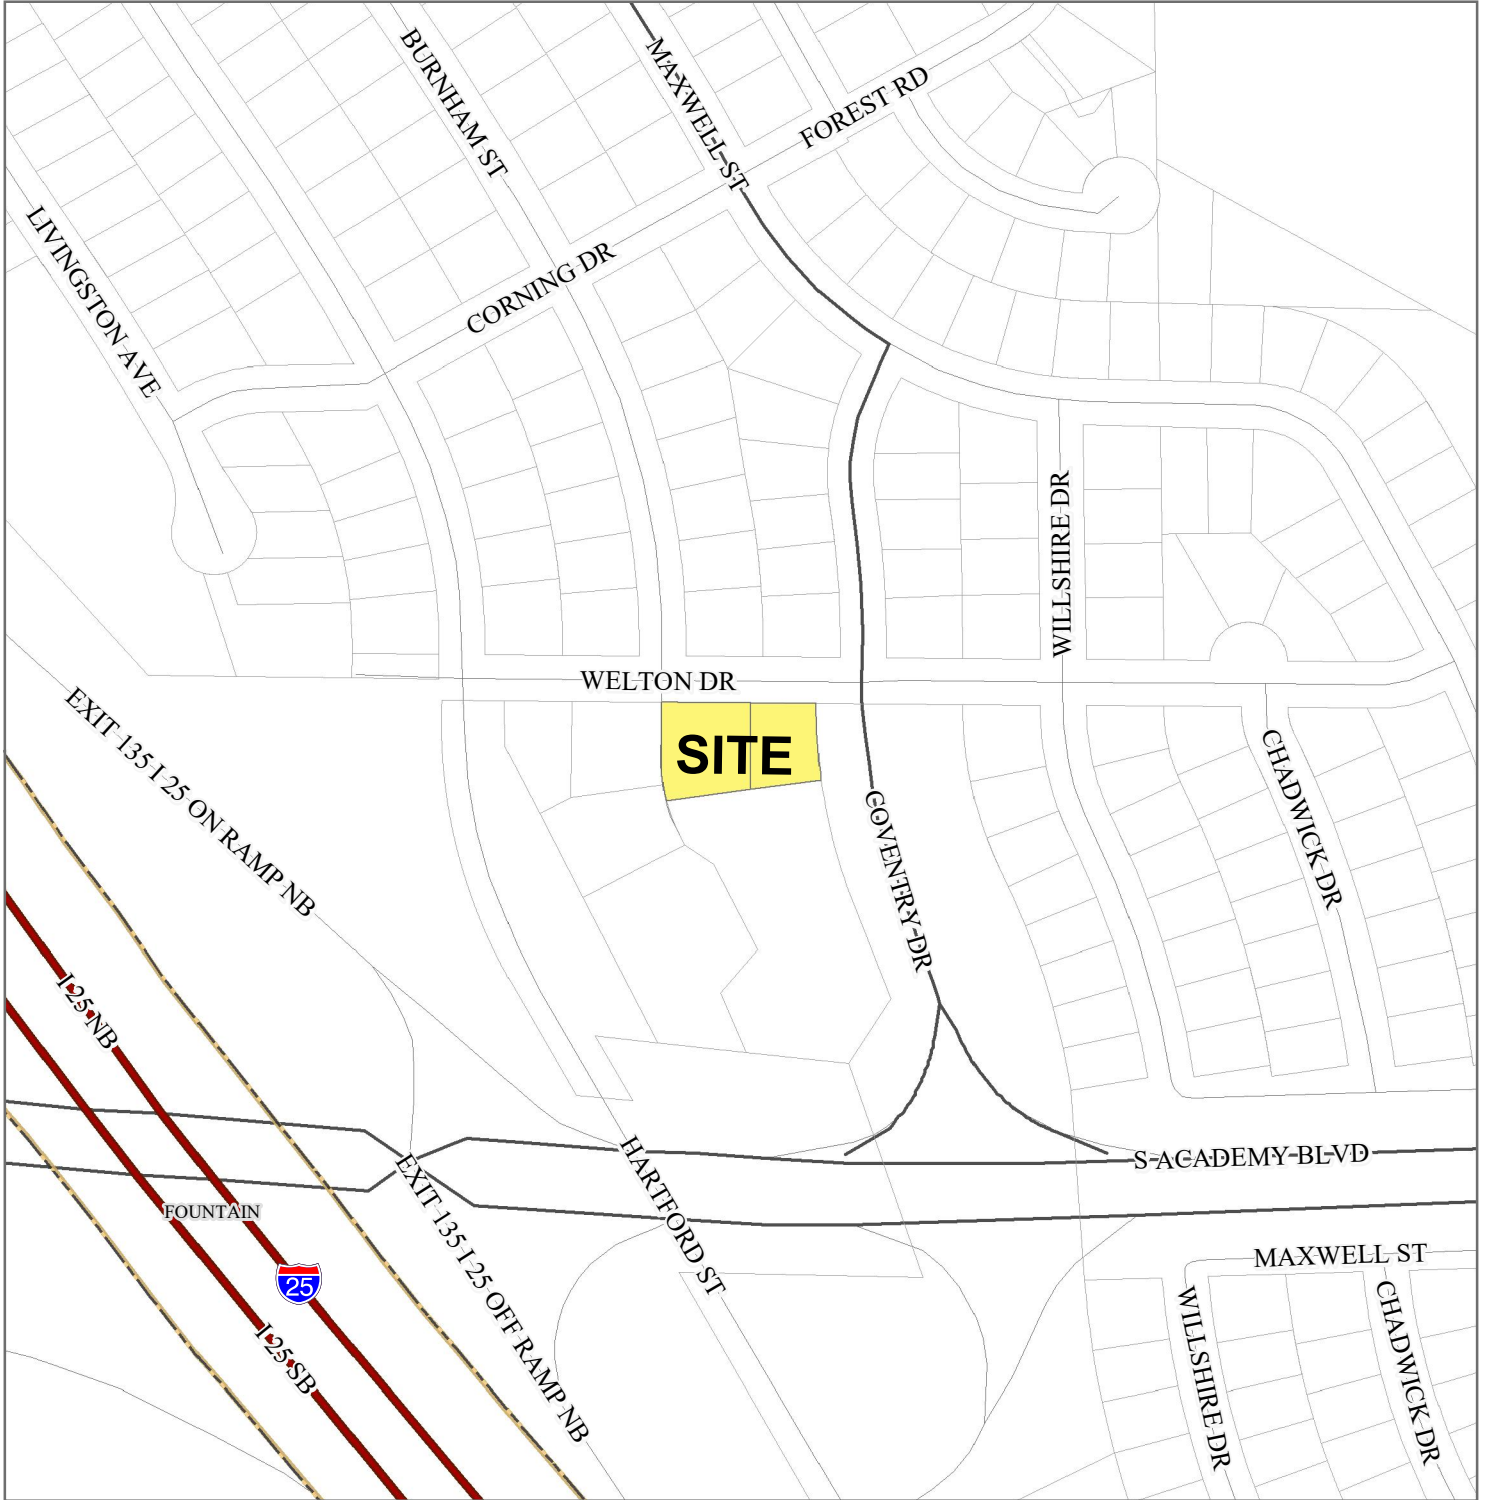 BURNHAM ST
MAXWELL ST
FOREST RD
LIVINGSTON AVE
CORNING DR
WILLSHIRE DR
WELTON DR
EXIT 135 I 25 ON RAMP NB
SITE
CHADWICK DR
COVENTRY DR
I 25 NB
HARTFORD ST
S ACADEMY BLVD
EXIT 135 I 25 OFF RAMP NB
FOUNTAIN
25
MAXWELL ST
I 25 SB
WILLSHIRE DR
CHADWICK DR